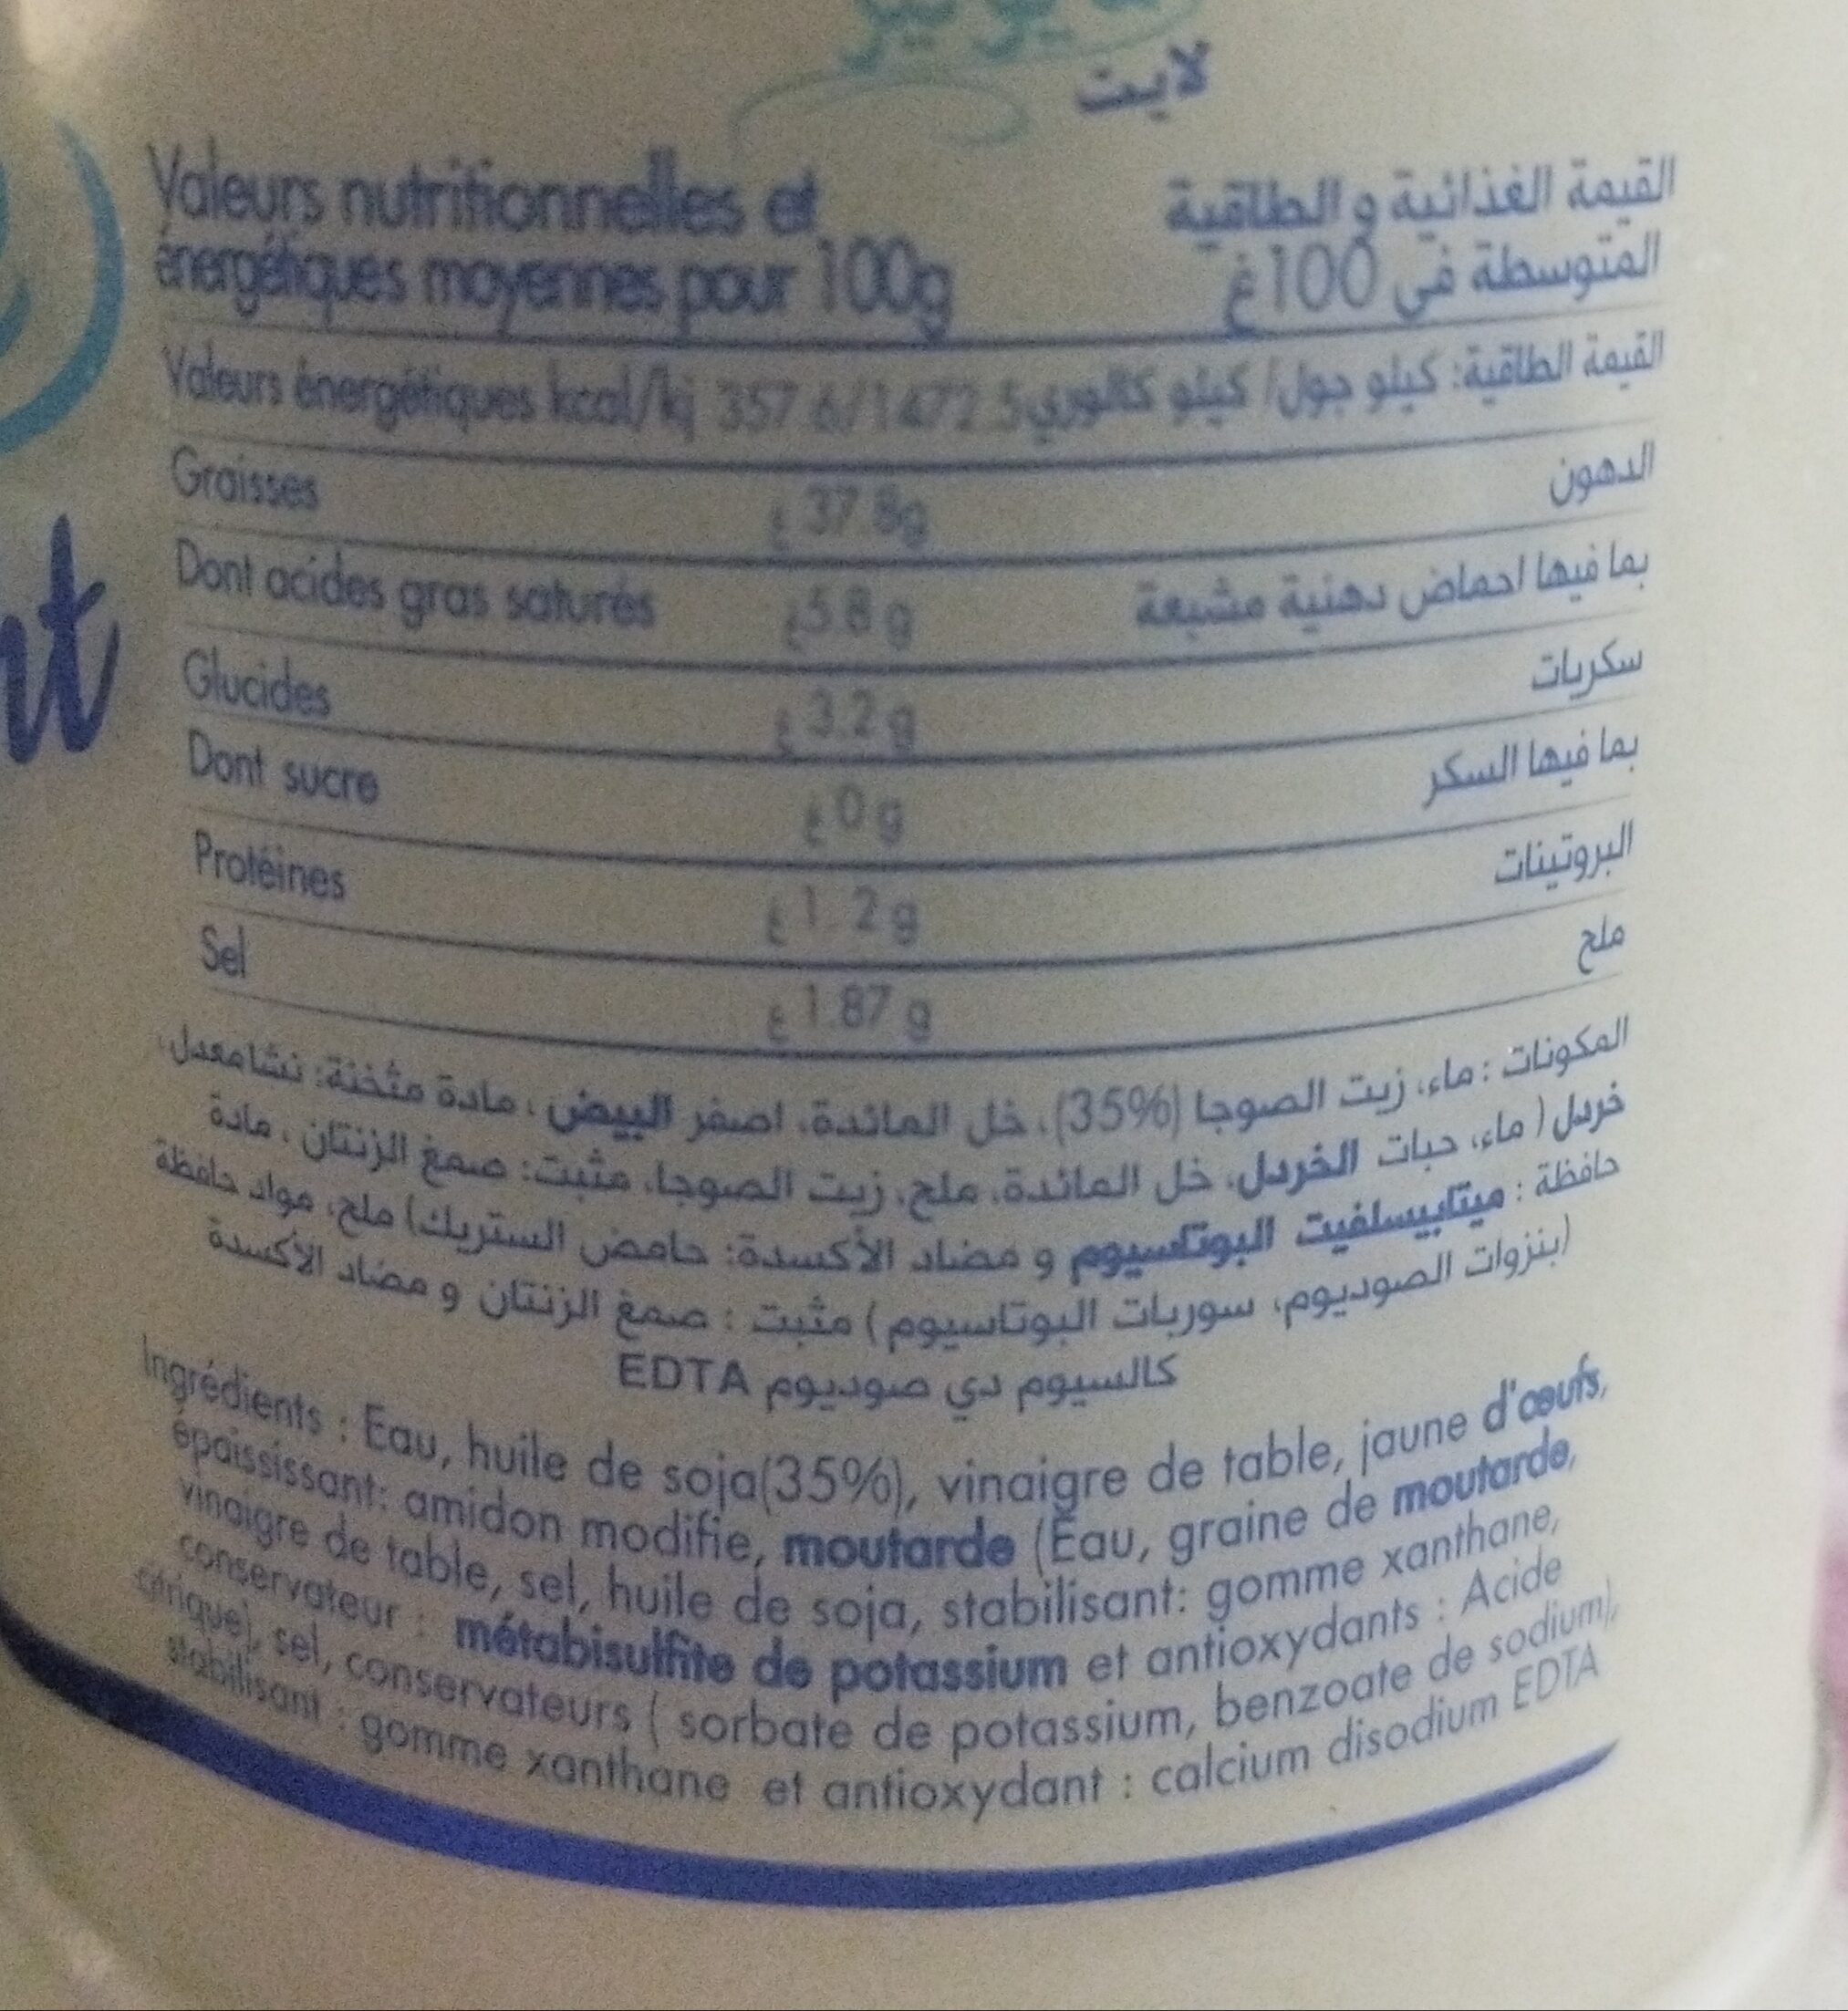 لايت
Valeurs nutritionnelles et القيمة الغذائية و الطاقية
énergétiques moyennes pour 100g المتوسطة في 100غ
Valeurs énergétiques kcal/kj 357.6/1472.5 القيمة الطاقية: كيلو جول/ كيلو كالوري
Graisses 37.8g غ الدهون
Dont acides gras saturés 5.8 g غ بما فيها احماض دهنية مشبعة
Glucides 3.2 g غ سكريات
Dont sucre 0 g غ بما فيها السكر
Protéines 1.2 g غ البروتينات
Sel 1.87 g غ ملح
المكونات : ماء، زيت الصوجا (35%)، خل المائدة، اصفر البيض ، مادة مثخنة: نشا معدل،
خردل ( ماء، حبات الخردل، خل المائدة، ملح، زيت الصوجا، مثبت: صمغ الزنتان ، مادة
حافظة : ميتابيسلفيت البوتاسيوم و مضاد الأكسدة: حامض الستريك) ملح، مواد حافظة
(بنزوات الصوديوم، سوربات البوتاسيوم ) مثبت : صمغ الزنتان و مضاد الأكسدة
كالسيوم دي صوديوم EDTA
Ingrédients : Eau, huile de soja(35%), vinaigre de table, jaune d'œufs,
épaississant: amidon modifie, moutarde (Eau, graine de moutarde,
vinaigre de table, sel, huile de soja, stabilisant: gomme xanthane,
conservateur : métabisulfite de potassium et antioxydants : Acide
citrique), sel, conservateurs ( sorbate de potassium, benzoate de sodium),
stabilisant : gomme xanthane et antioxydant : calcium disodium EDTA